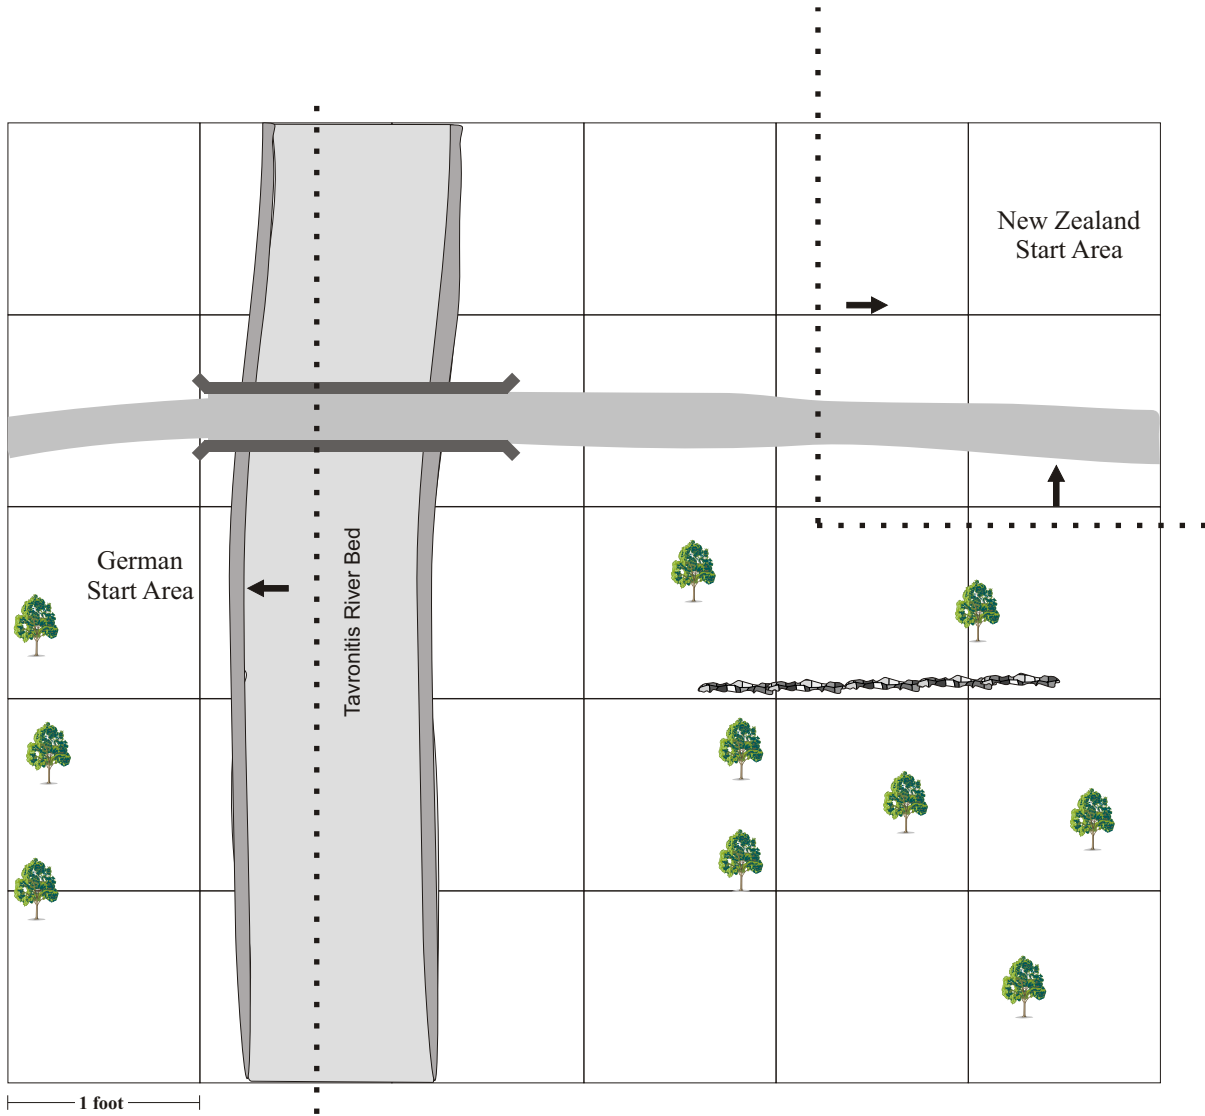 New Zealand
Start Area
German
Start Area
Tavronitis River Bed
1 foot